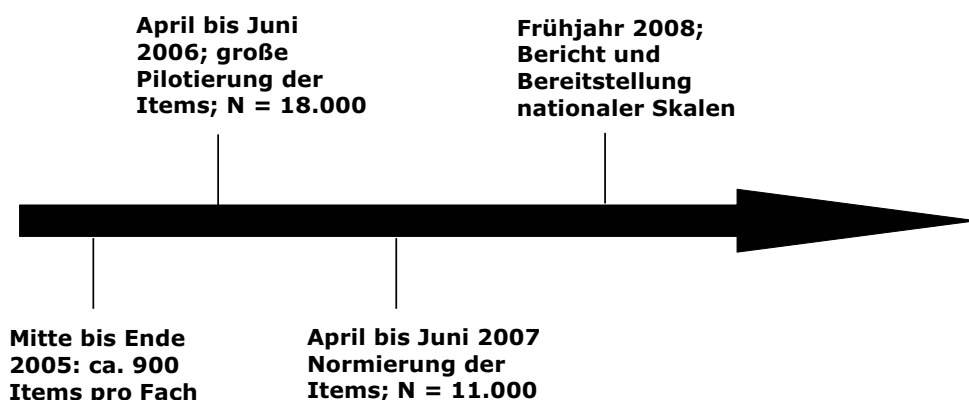 April bis Juni
2006; große
Pilotierung der
Items; N = 18.000
Frühjahr 2008;
Bericht und
Bereitstellung
nationaler Skalen
Mitte bis Ende
2005: ca. 900
Items pro Fach
April bis Juni 2007
Normierung der
Items; N = 11.000